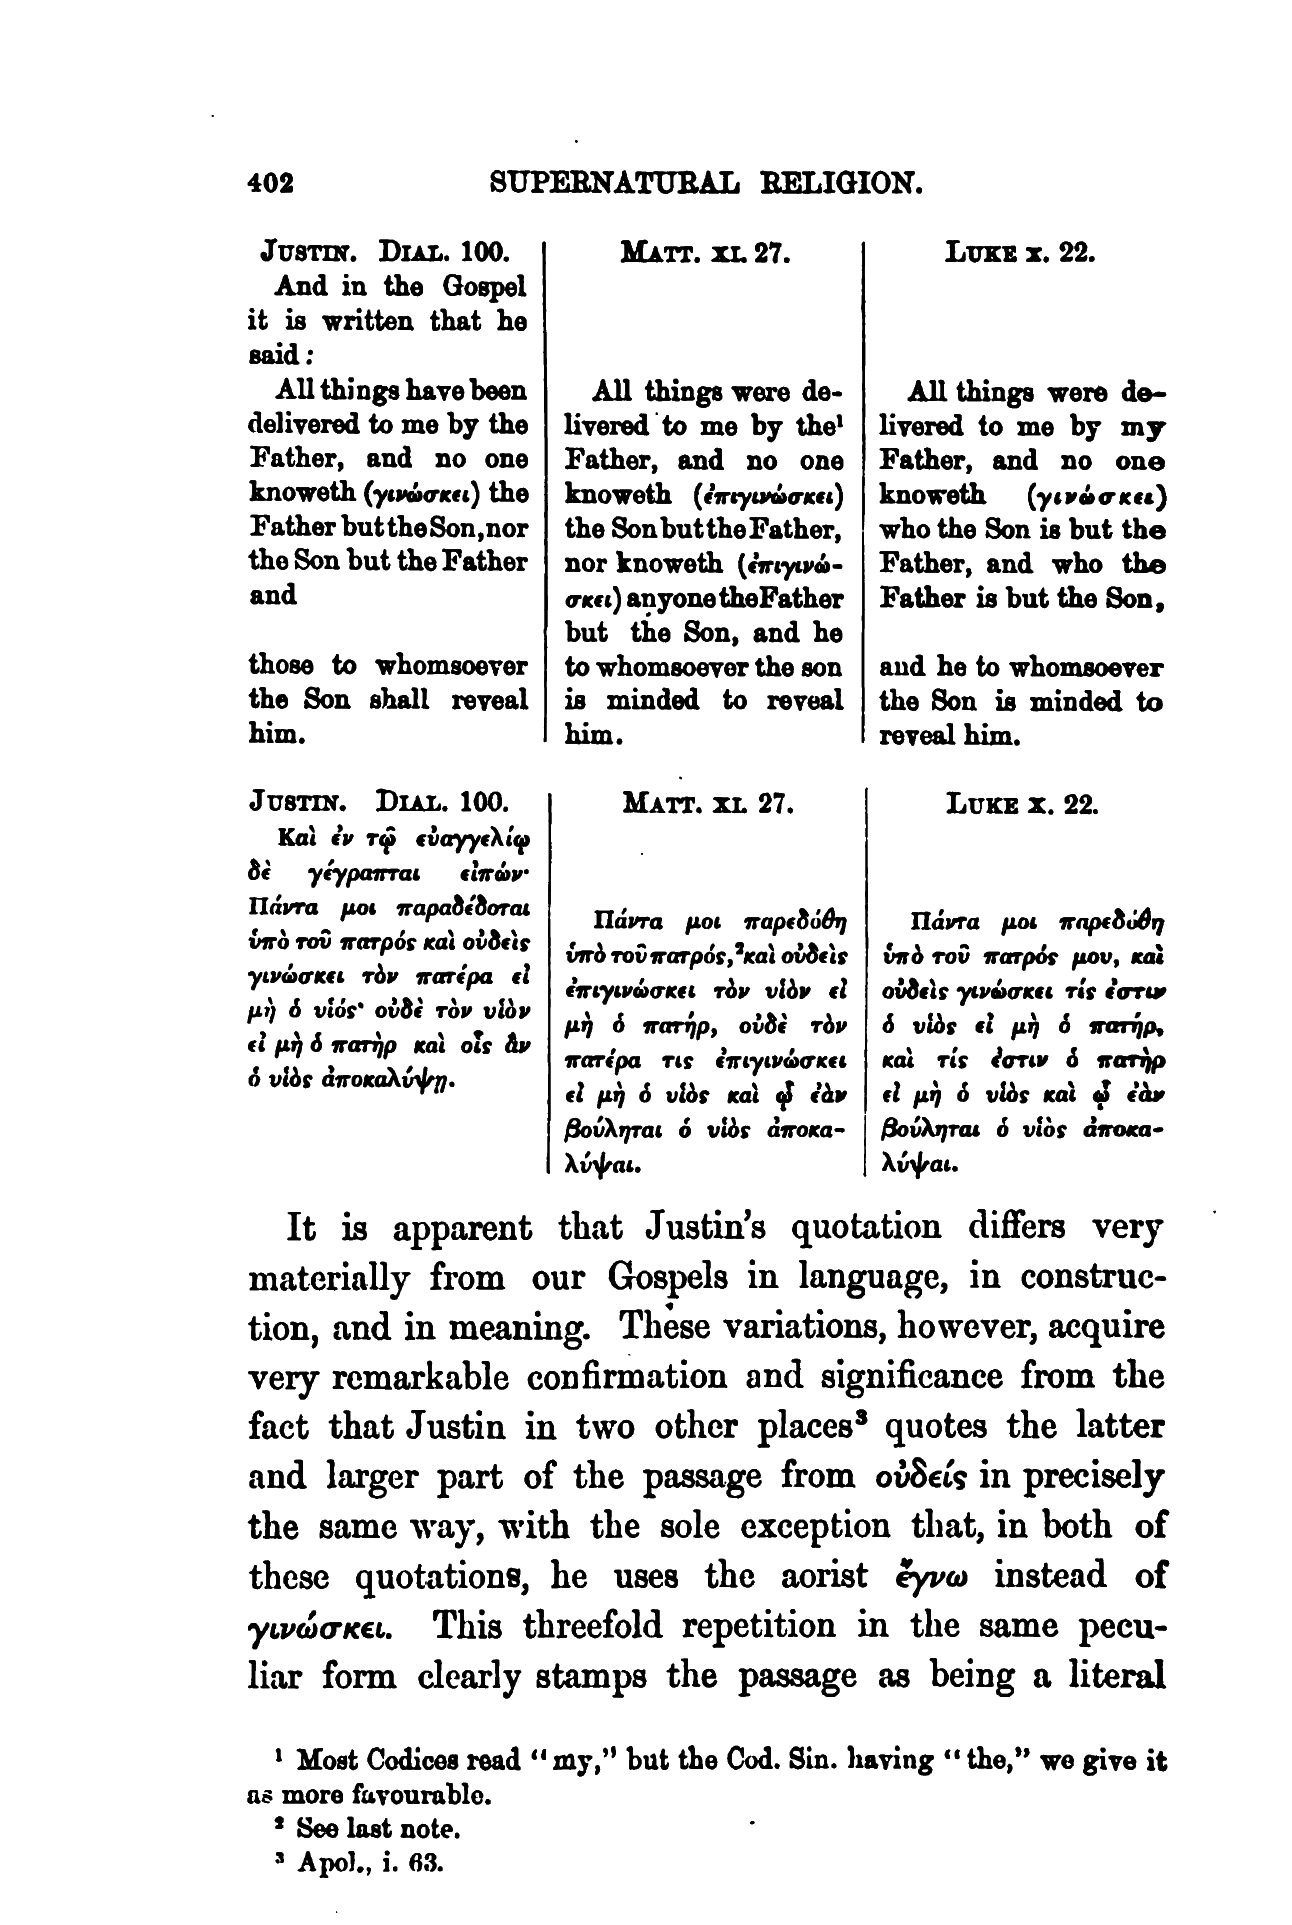 402 SUPERNATURAL RELIGION.
JUSTIN. DIAL. 100.
And in the Gospel
it is written that he
said :
All things have been
delivered to me by the
Father, and no one
knoweth (γινώσκει) the
Father but the Son, nor
the Son but the Father
and
those to whomsoever
the Son shall reveal
him.
MATT. XI. 27.
All things were de-
livered to me by the¹
Father, and no one
knoweth (ἐπιγινώσκει)
the Son but the Father,
nor knoweth (ἐπιγινώ-
σκει) anyone the Father
but the Son, and he
to whomsoever the son
is minded to reveal
him.
LUKE X. 22.
All things were de-
livered to me by my
Father, and no one
knoweth (γινώσκει)
who the Son is but the
Father, and who the
Father is but the Son,
and he to whomsoever
the Son is minded to
reveal him.
JUSTIN. DIAL. 100.
Καὶ ἐν τῷ εὐαγγελίῳ
δὲ γέγραπται εἰπών·
Πάντα μοι παραδέδοται
ὑπὸ τοῦ πατρός καὶ οὐδεὶς
γινώσκει τὸν πατέρα εἰ
μὴ ὁ υἱός· οὐδὲ τὸν υἱὸν
εἰ μὴ ὁ πατὴρ καὶ οἷς ἂν
ὁ υἱὸς ἀποκαλύψῃ.
MATT. XI. 27.
Πάντα μοι παρεδόθη
ὑπὸ τοῦ πατρός,² καὶ οὐδεὶς
ἐπιγινώσκει τὸν υἱὸν εἰ
μὴ ὁ πατήρ, οὐδὲ τὸν
πατέρα τις ἐπιγινώσκει
εἰ μὴ ὁ υἱὸς καὶ ᾧ ἐὰν
βούληται ὁ υἱὸς ἀποκα-
λύψαι.
LUKE X. 22.
Πάντα μοι παρεδόθη
ὑπὸ τοῦ πατρός μου, καὶ
οὐδεὶς γινώσκει τίς ἐστιν
ὁ υἱὸς εἰ μὴ ὁ πατήρ,
καὶ τίς ἐστιν ὁ πατὴρ
εἰ μὴ ὁ υἱὸς καὶ ᾧ ἐὰν
βούληται ὁ υἱὸς ἀποκα-
λύψαι.
It is apparent that Justin's quotation differs very
materially from our Gospels in language, in construc-
tion, and in meaning. These variations, however, acquire
very remarkable confirmation and significance from the
fact that Justin in two other places³ quotes the latter
and larger part of the passage from οὐδείς in precisely
the same way, with the sole exception that, in both of
these quotations, he uses the aorist ἔγνω instead of
γινώσκει. This threefold repetition in the same pecu-
liar form clearly stamps the passage as being a literal
¹ Most Codices read "my," but the Cod. Sin. having "the," we give it
as more favourable.
² See last note.
³ Apol., i. 63.